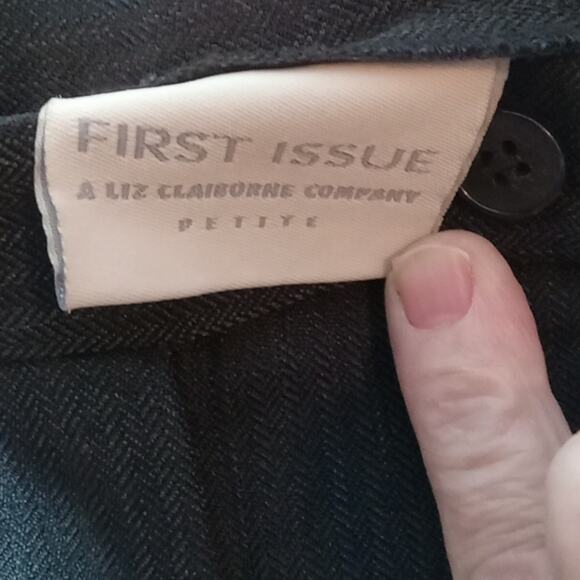 FIRST ISSUE
A LIZ CLAIBORNE COMPANY
PETITE